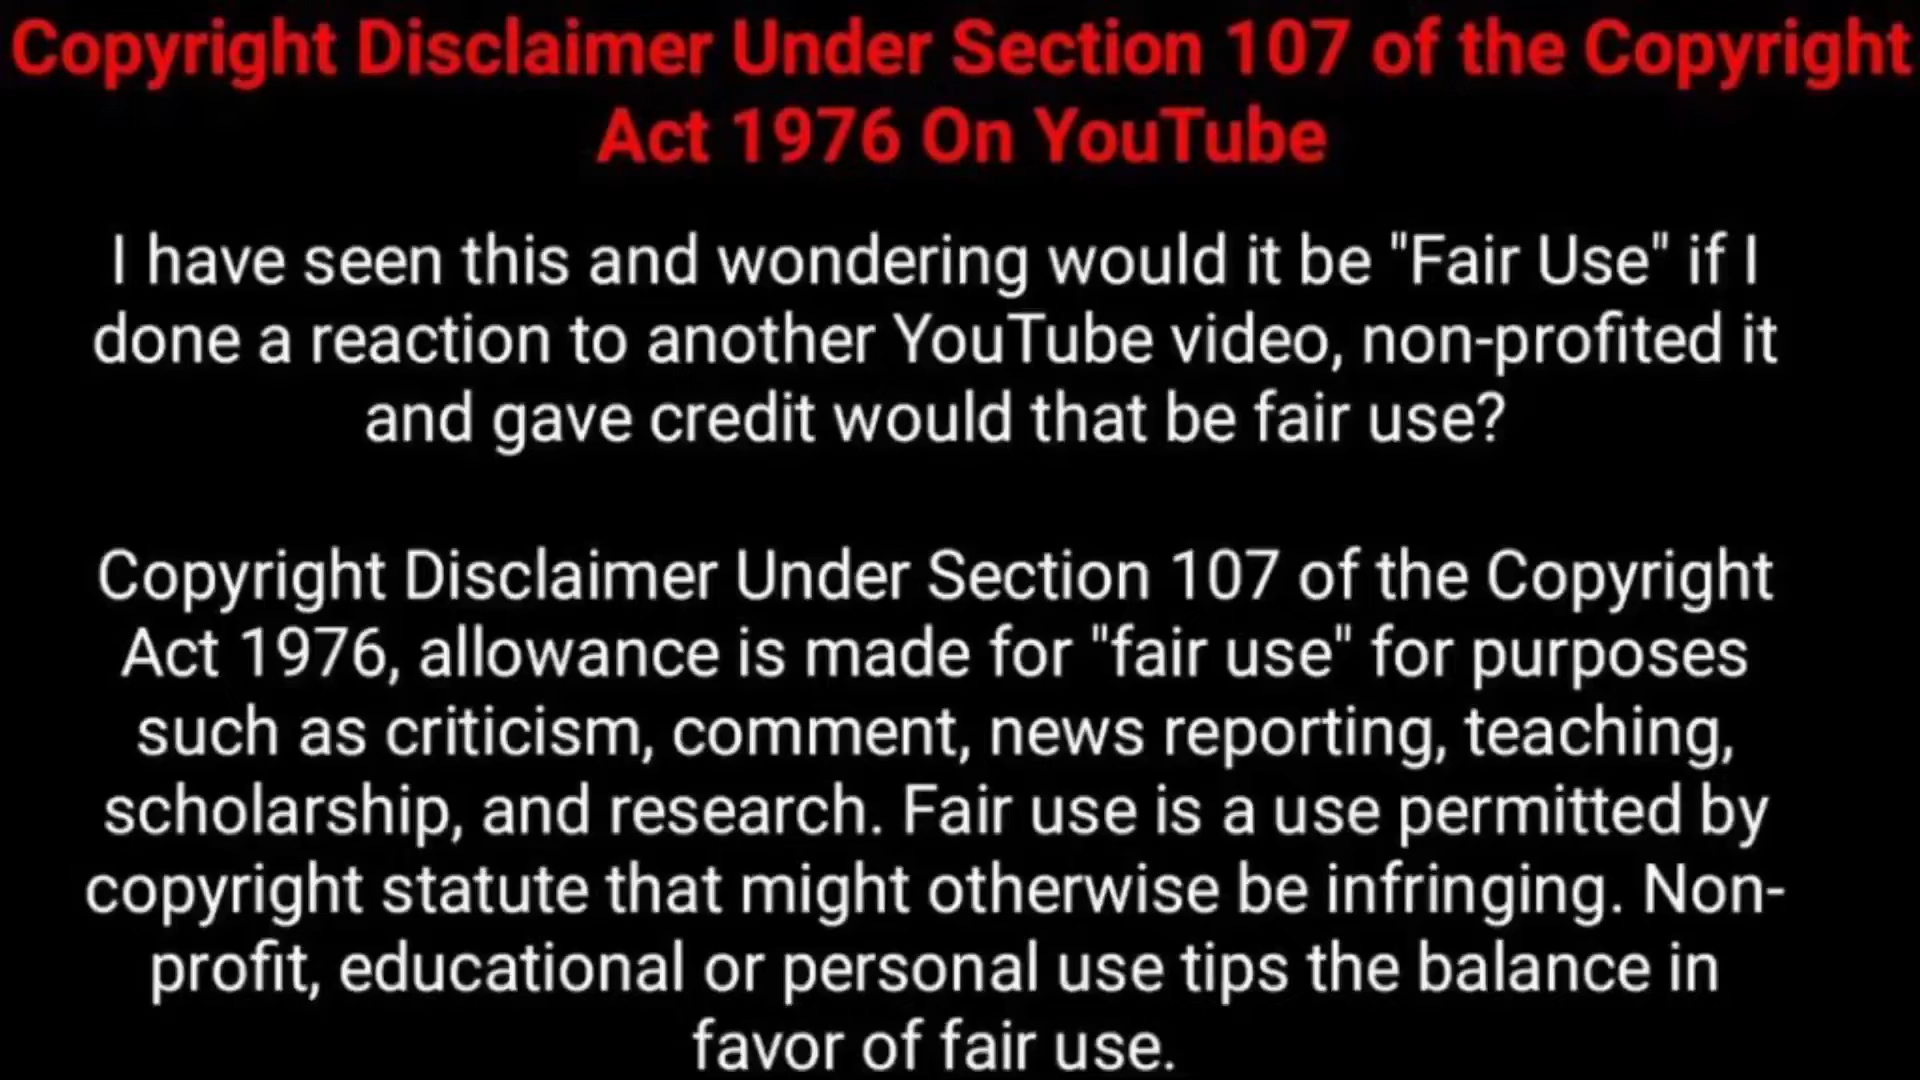 Copyright Disclaimer Under Section 107 of the Copyright
Act 1976 On YouTube
I have seen this and wondering would it be "Fair Use" if I
done a reaction to another YouTube video, non-profited it
and gave credit would that be fair use?
Copyright Disclaimer Under Section 107 of the Copyright
Act 1976, allowance is made for "fair use" for purposes
such as criticism, comment, news reporting, teaching,
scholarship, and research. Fair use is a use permitted by
copyright statute that might otherwise be infringing. Non-
profit, educational or personal use tips the balance in
favor of fair use.